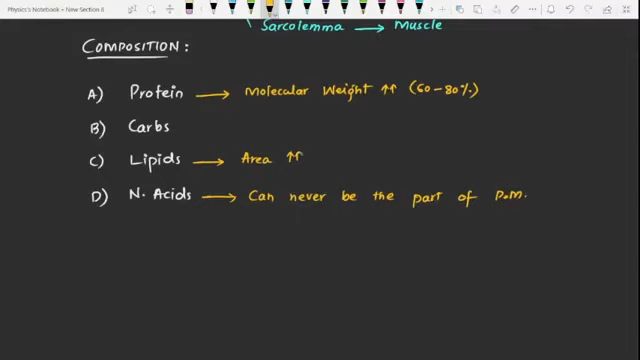 Physics's Notebook » New Section 8
Sarcolemma → Muscle
COMPOSITION :
A) Protein → Molecular Weight ↑↑ (60-80%)
B) Carbs
C) Lipids → Area ↑↑
D) N. Acids → Can never be the part of P.M.